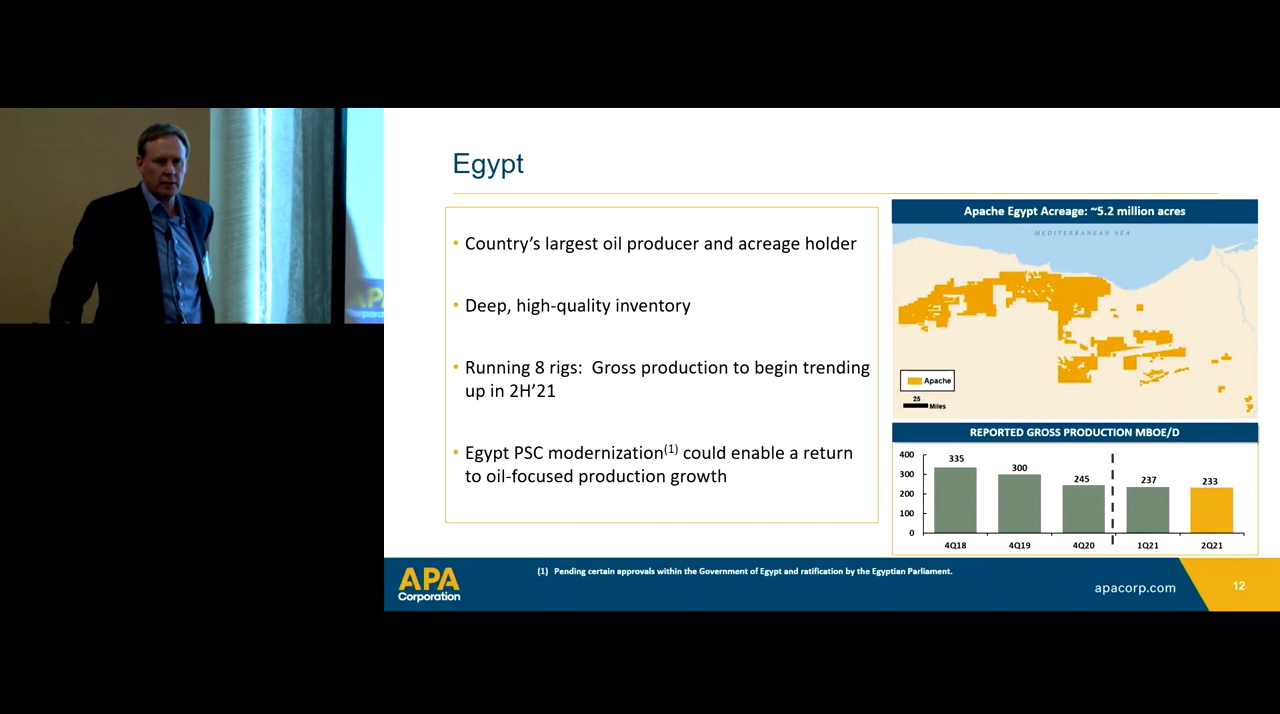 Egypt
• Country's largest oil producer and acreage holder
• Deep, high-quality inventory
• Running 8 rigs: Gross production to begin trending
up in 2H'21
• Egypt PSC modernization(1) could enable a return
to oil-focused production growth
Apache Egypt Acreage: ~5.2 million acres
MEDITERRANEAN SEA
Apache
25
Miles
REPORTED GROSS PRODUCTION MBOE/D
400
300
200
100
0
335
300
245
237
233
4Q18
4Q19
4Q20
1Q21
2Q21
(1) Pending certain approvals within the Government of Egypt and ratification by the Egyptian Parliament.
APA
Corporation
apacorp.com
12